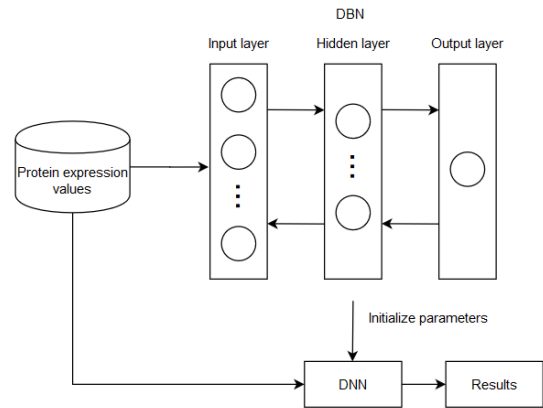 DBN
Input layer
Hidden layer
Output layer
Protein expression
values
Initialize parameters
DNN
Results